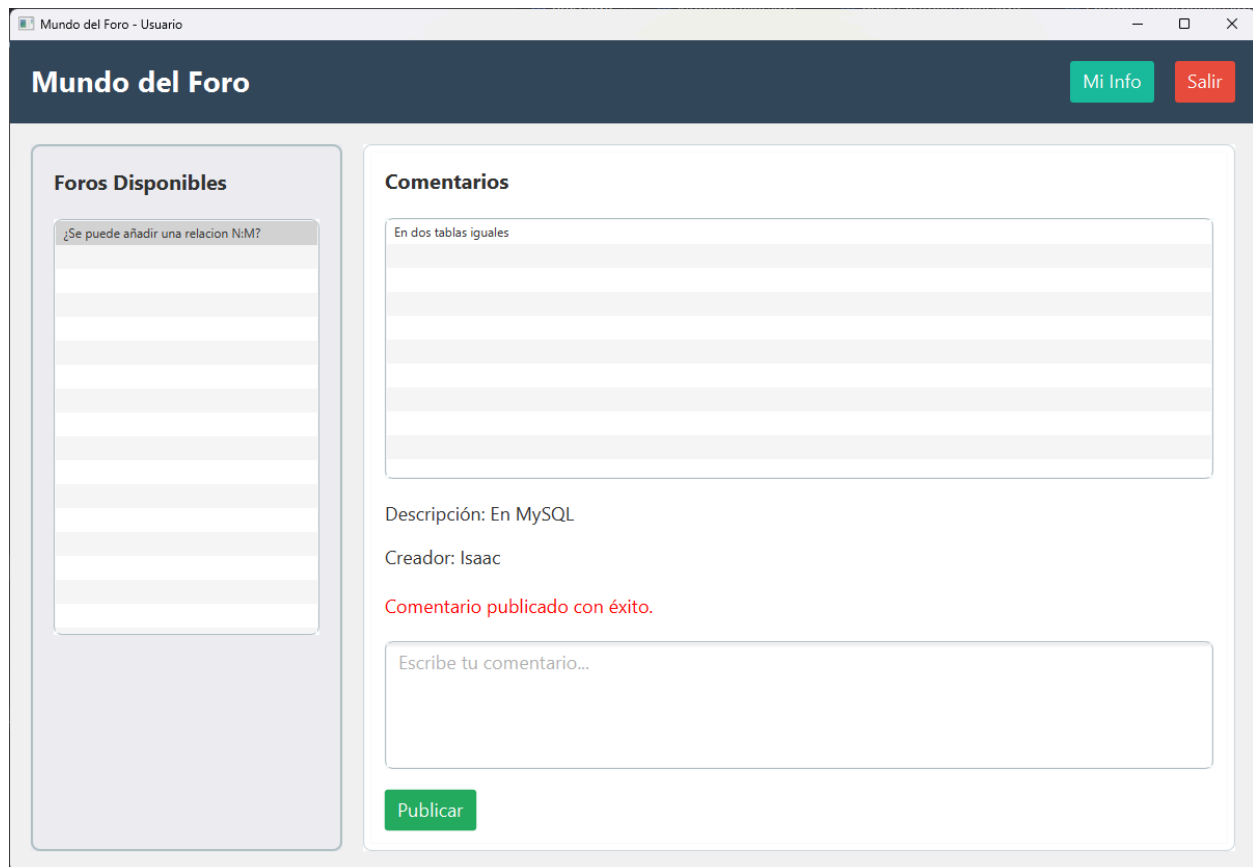 Mundo del Foro - Usuario
Mundo del Foro
Mi Info
Salir
Foros Disponibles
¿Se puede añadir una relacion N:M?
Comentarios
En dos tablas iguales
Descripción: En MySQL
Creador: Isaac
Comentario publicado con éxito.
Escribe tu comentario...
Publicar